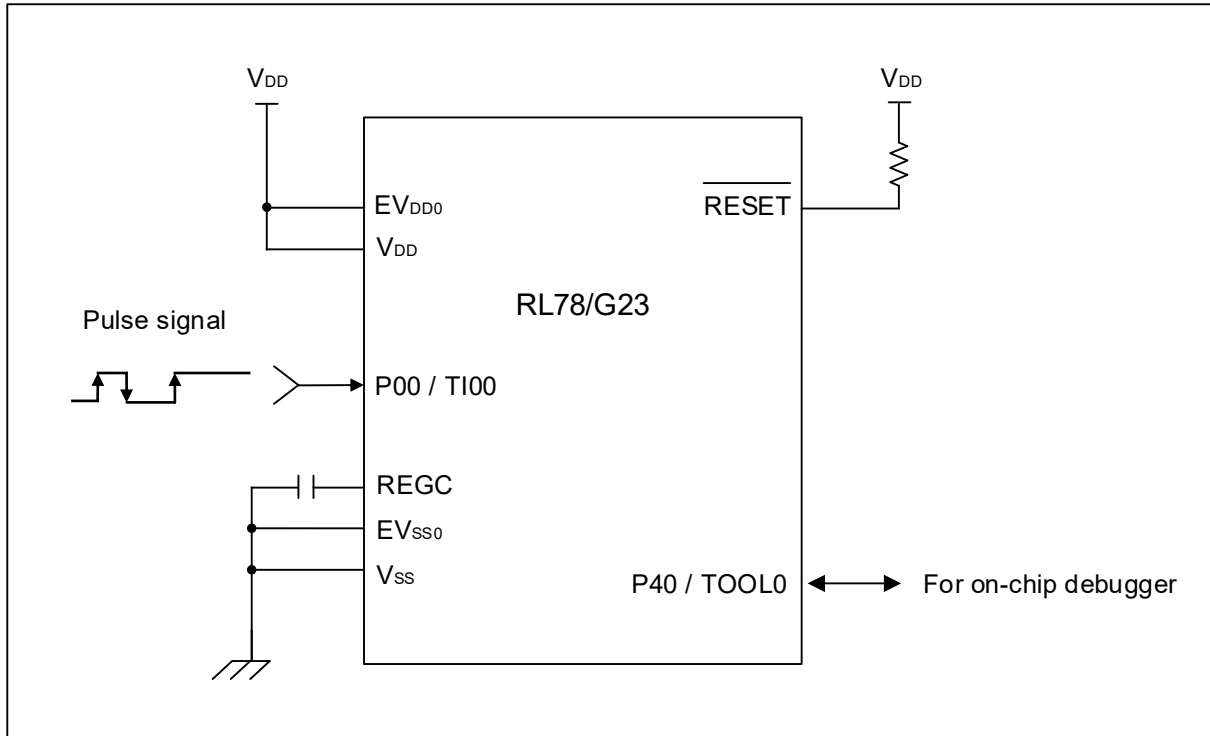 VDD
VDD
EVDD0
RESET
VDD
RL78/G23
Pulse signal
P00 / TI00
REGC
EVSS0
VSS
P40 / TOOL0
For on-chip debugger